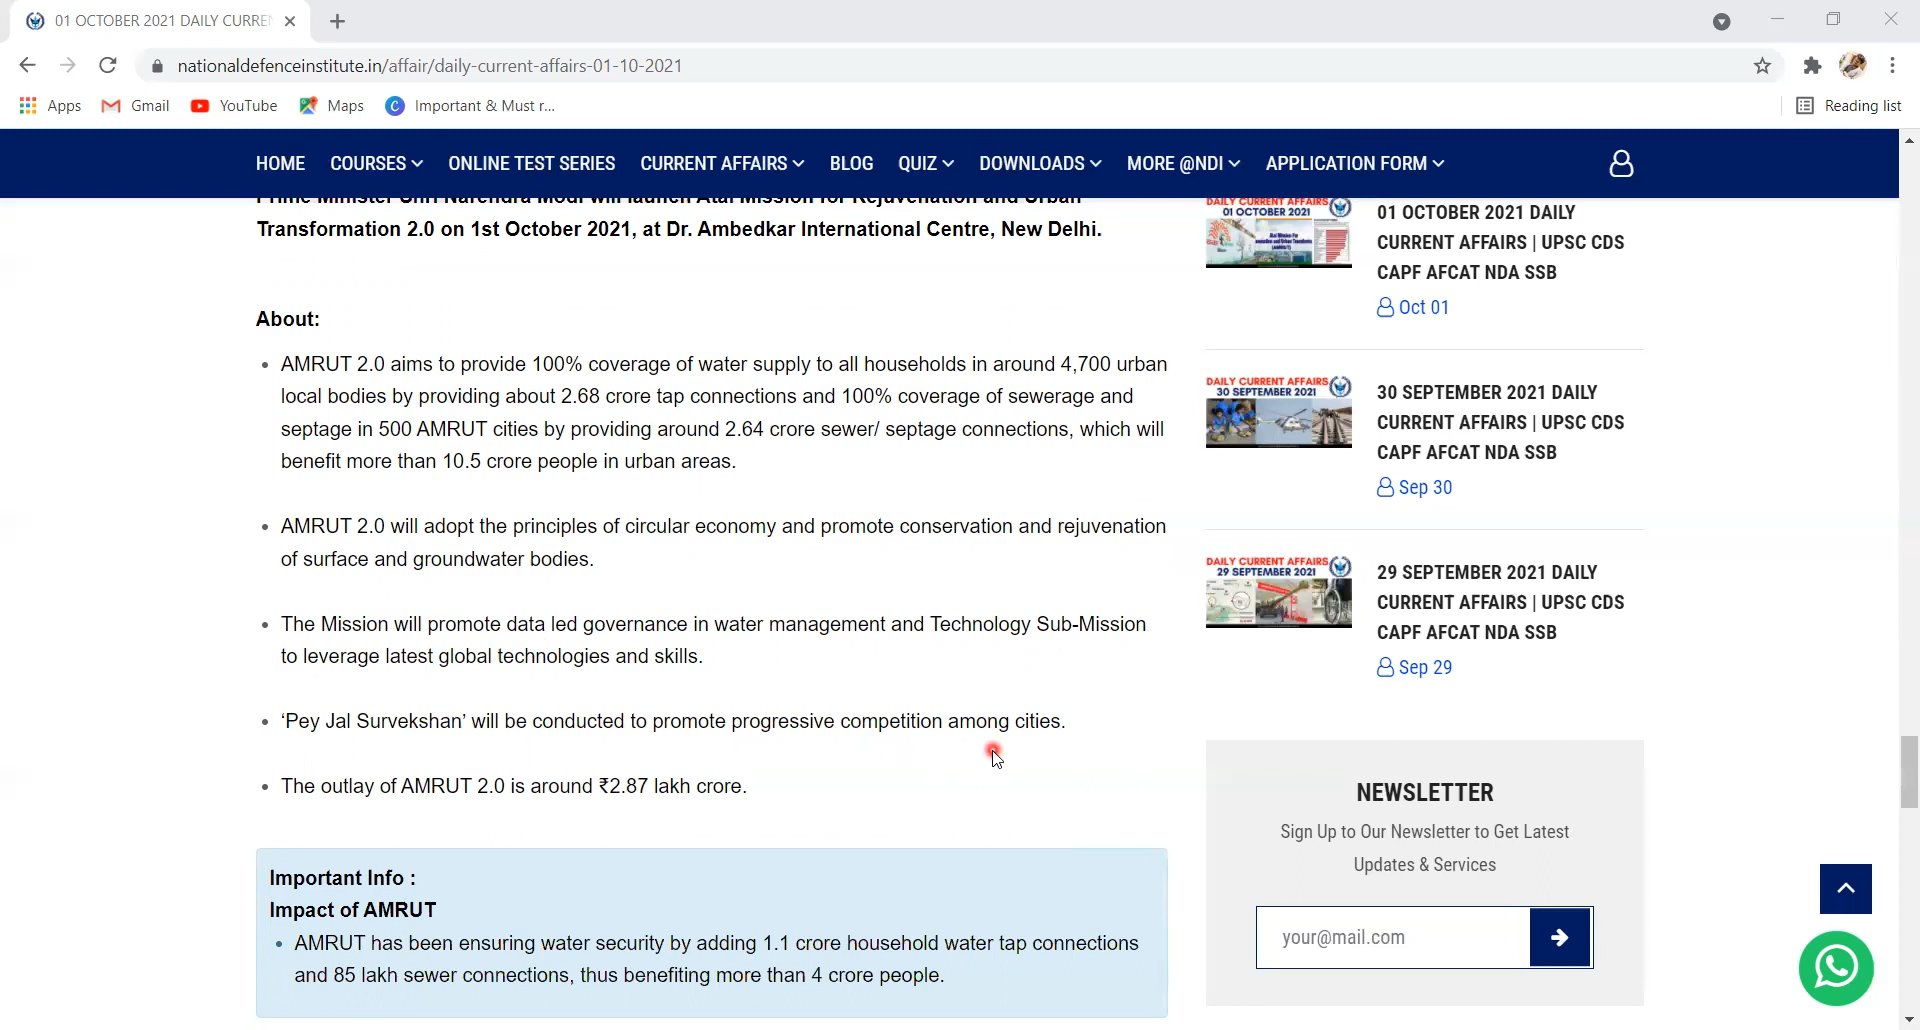 01 OCTOBER 2021 DAILY CURRE
nationaldefenceinstitute.in/affair/daily-current-affairs-01-10-2021
Apps
Gmail
YouTube
Maps
Important & Must r...
Reading list
HOME
COURSES
ONLINE TEST SERIES
CURRENT AFFAIRS
BLOG
QUIZ
DOWNLOADS
MORE @NDI
APPLICATION FORM
Prime Minister Shri Narendra Modi will launch Atal Mission for Rejuvenation and Urban
Transformation 2.0 on 1st October 2021, at Dr. Ambedkar International Centre, New Delhi.
About:
• AMRUT 2.0 aims to provide 100% coverage of water supply to all households in around 4,700 urban
local bodies by providing about 2.68 crore tap connections and 100% coverage of sewerage and
septage in 500 AMRUT cities by providing around 2.64 crore sewer/ septage connections, which will
benefit more than 10.5 crore people in urban areas.
• AMRUT 2.0 will adopt the principles of circular economy and promote conservation and rejuvenation
of surface and groundwater bodies.
• The Mission will promote data led governance in water management and Technology Sub-Mission
to leverage latest global technologies and skills.
• ‘Pey Jal Survekshan’ will be conducted to promote progressive competition among cities.
• The outlay of AMRUT 2.0 is around ₹2.87 lakh crore.
Important Info :
Impact of AMRUT
• AMRUT has been ensuring water security by adding 1.1 crore household water tap connections
and 85 lakh sewer connections, thus benefiting more than 4 crore people.
DAILY CURRENT AFFAIRS
01 OCTOBER 2021
01 OCTOBER 2021 DAILY
CURRENT AFFAIRS | UPSC CDS
CAPF AFCAT NDA SSB
Oct 01
DAILY CURRENT AFFAIRS
30 SEPTEMBER 2021
30 SEPTEMBER 2021 DAILY
CURRENT AFFAIRS | UPSC CDS
CAPF AFCAT NDA SSB
Sep 30
DAILY CURRENT AFFAIRS
29 SEPTEMBER 2021
29 SEPTEMBER 2021 DAILY
CURRENT AFFAIRS | UPSC CDS
CAPF AFCAT NDA SSB
Sep 29
NEWSLETTER
Sign Up to Our Newsletter to Get Latest
Updates & Services
your@mail.com